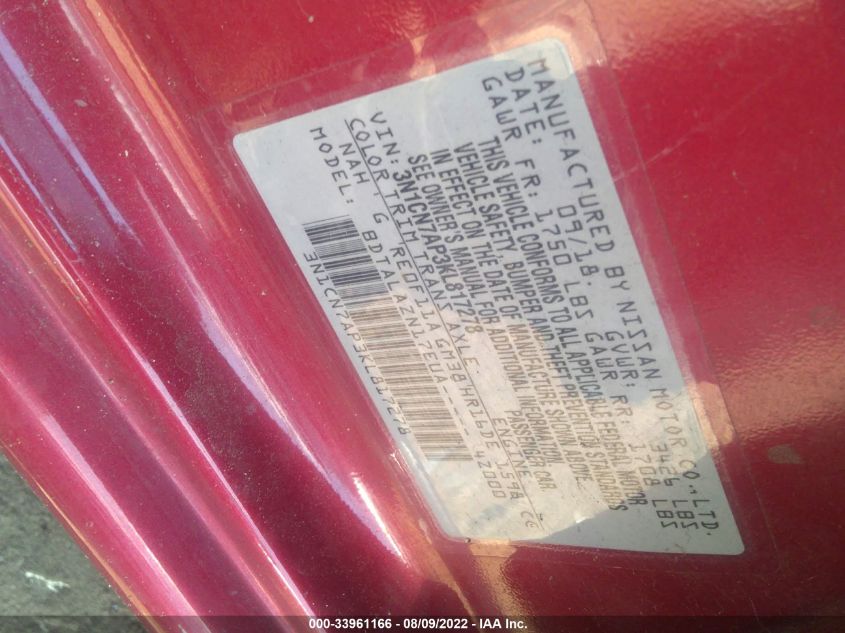 MANUFACTURED BY NISSAN MOTOR CO., LTD.
DATE: 09/18. GVWR: 3426 LBS
GAWR FR: 1750 LBS GAWR RR: 1708 LBS
THIS VEHICLE CONFORMS TO ALL APPLICABLE FEDERAL MOTOR
VEHICLE SAFETY, BUMPER AND THEFT PREVENTION STANDARDS
IN EFFECT ON THE DATE OF MANUFACTURE SHOWN ABOVE.
SEE OWNER'S MANUAL FOR ADDITIONAL INFORMATION
VIN: 3N1CN7AP3KL817278 PASSENGER CAR
COLOR TRIM TRANS AXLE ENGINE
NAH G RE0F11A GM38 HR16DE 1598 CC
MODEL: BDTALAZN17EUA----- 4Z000
3N1CN7AP3KL817278
000-33961166 - 08/09/2022 - IAA Inc.